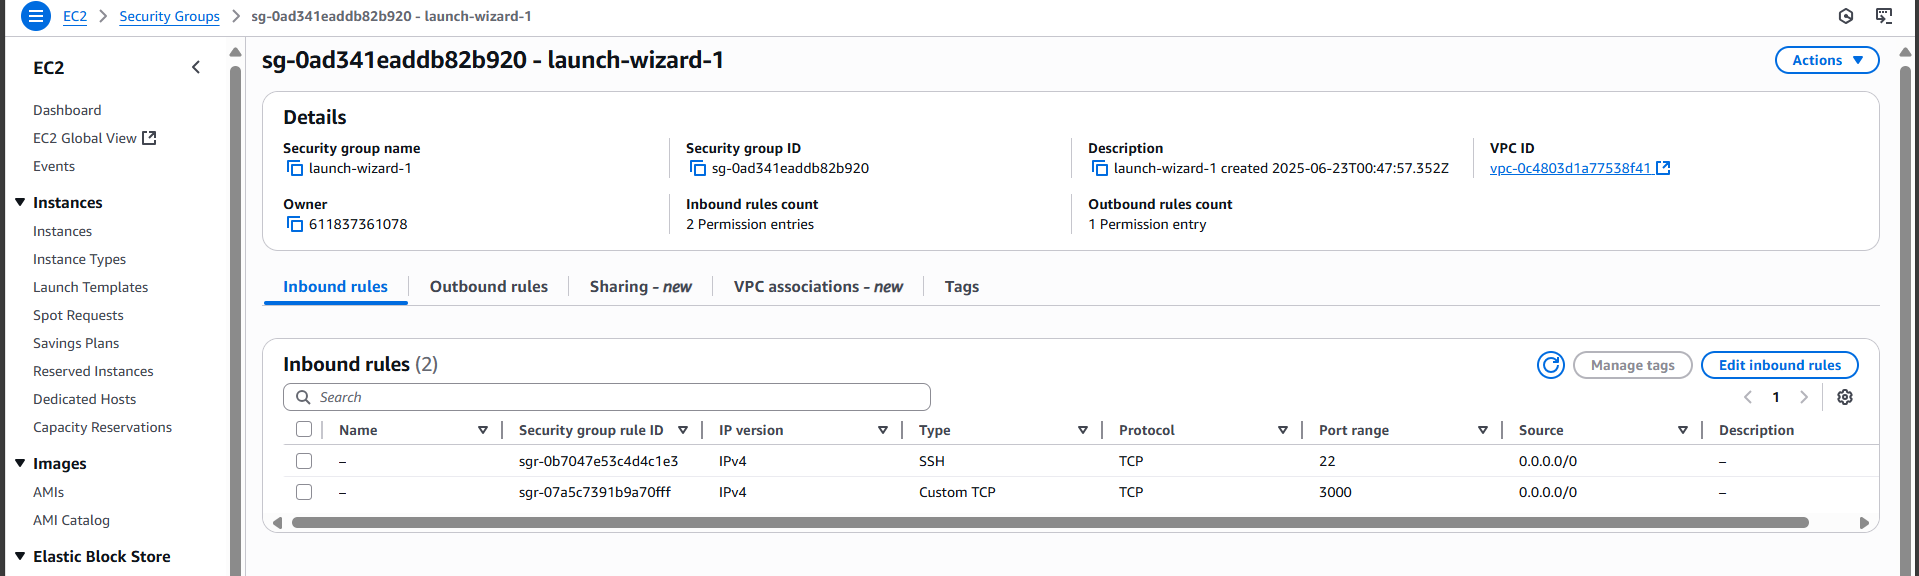 EC2 > Security Groups > sg-0ad341eaddb82b920 - launch-wizard-1
EC2
Dashboard
EC2 Global View
Events
Instances
Instances
Instance Types
Launch Templates
Spot Requests
Savings Plans
Reserved Instances
Dedicated Hosts
Capacity Reservations
Images
AMIs
AMI Catalog
Elastic Block Store
sg-0ad341eaddb82b920 - launch-wizard-1
Actions
Details
Security group name
launch-wizard-1
Security group ID
sg-0ad341eaddb82b920
Description
launch-wizard-1 created 2025-06-23T00:47:57.352Z
VPC ID
vpc-0c4803d1a77538f41
Owner
611837361078
Inbound rules count
2 Permission entries
Outbound rules count
1 Permission entry
Inbound rules Outbound rules Sharing - new VPC associations - new Tags
Inbound rules (2)
Manage tags Edit inbound rules
Search
1
Name Security group rule ID IP version Type Protocol Port range Source Description
– sgr-0b7047e53c4d4c1e3 IPv4 SSH TCP 22 0.0.0.0/0 –
– sgr-07a5c7391b9a70fff IPv4 Custom TCP TCP 3000 0.0.0.0/0 –